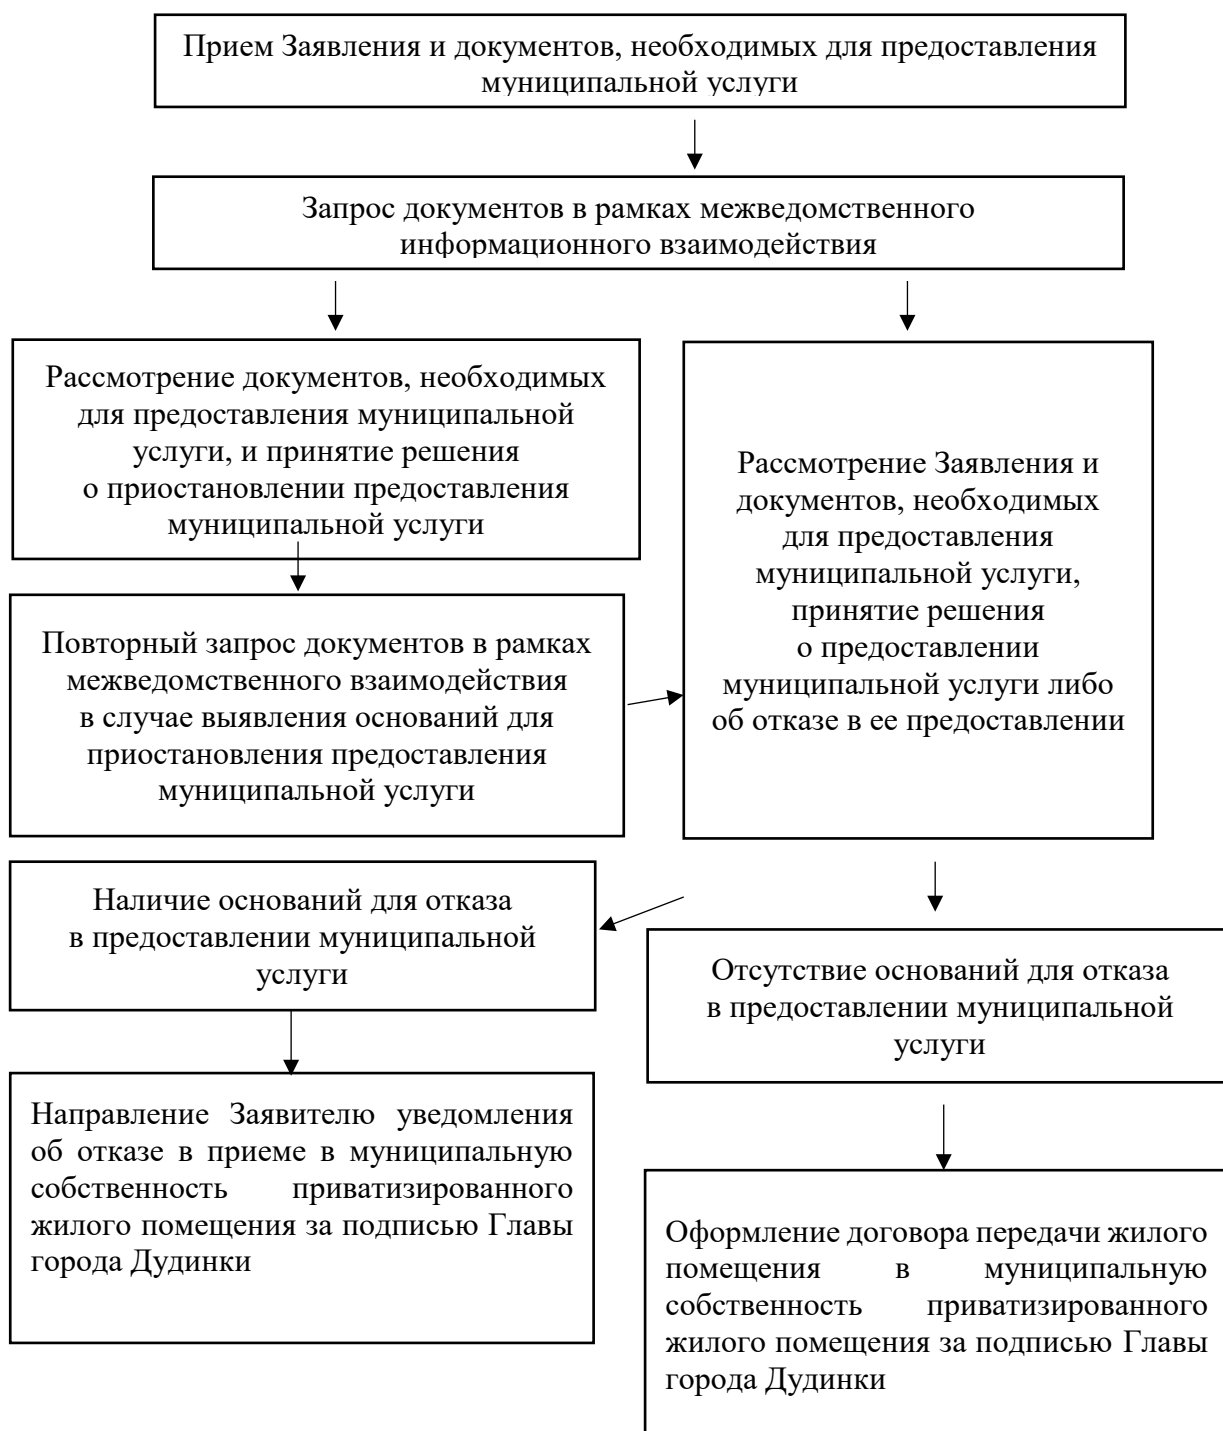 Прием Заявления и документов, необходимых для предоставления
муниципальной услуги
Запрос документов в рамках межведомственного
информационного взаимодействия
Рассмотрение документов, необходимых
для предоставления муниципальной
услуги, и принятие решения
о приостановлении предоставления
муниципальной услуги
Повторный запрос документов в рамках
межведомственного взаимодействия
в случае выявления оснований для
приостановления предоставления
муниципальной услуги
Рассмотрение Заявления и
документов, необходимых
для предоставления
муниципальной услуги,
принятие решения
о предоставлении
муниципальной услуги либо
об отказе в ее предоставлении
Наличие оснований для отказа
в предоставлении муниципальной
услуги
Отсутствие оснований для отказа
в предоставлении муниципальной
услуги
Направление Заявителю уведомления
об отказе в приеме в муниципальную
собственность приватизированного
жилого помещения за подписью Главы
города Дудинки
Оформление договора передачи жилого
помещения в муниципальную
собственность приватизированного
жилого помещения за подписью Главы
города Дудинки